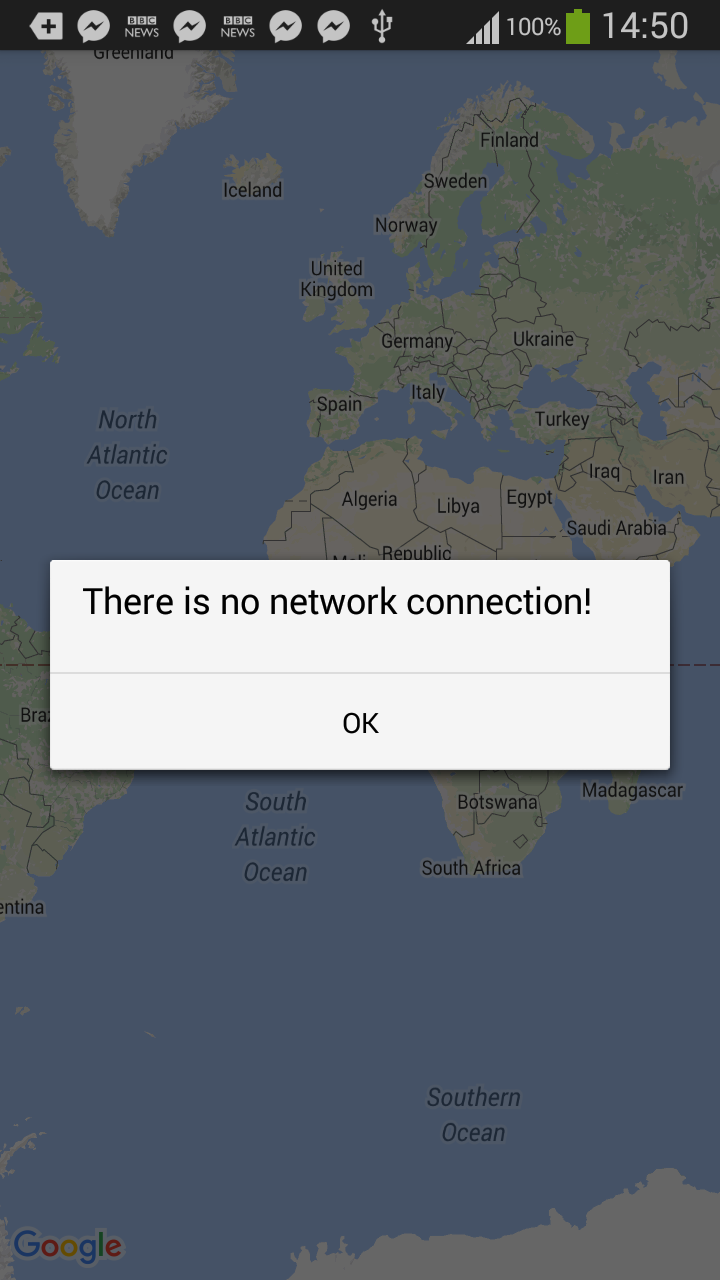 BBC
NEWS
BBC
NEWS
100%
14:50
Greenland
Finland
Iceland
Sweden
Norway
United
Kingdom
Germany
Ukraine
Italy
Spain
North
Atlantic
Ocean
Turkey
Iraq
Iran
Algeria
Libya
Egypt
Saudi Arabia
Mali
Republic
There is no network connection!
Braz
OK
South
Atlantic
Ocean
Botswana
Madagascar
South Africa
entina
Southern
Ocean
Google